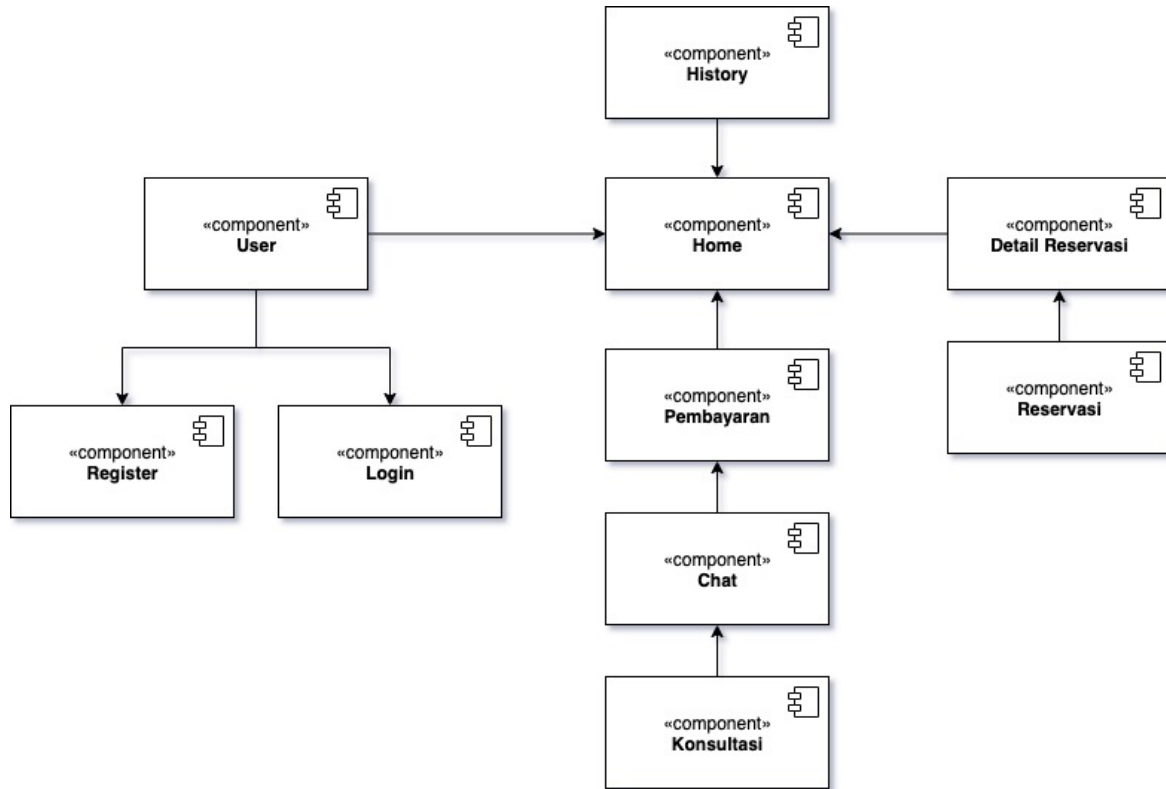 «component»
History
«component»
User
«component»
Home
«component»
Detail Reservasi
«component»
Pembayaran
«component»
Reservasi
«component»
Register
«component»
Login
«component»
Chat
«component»
Konsultasi